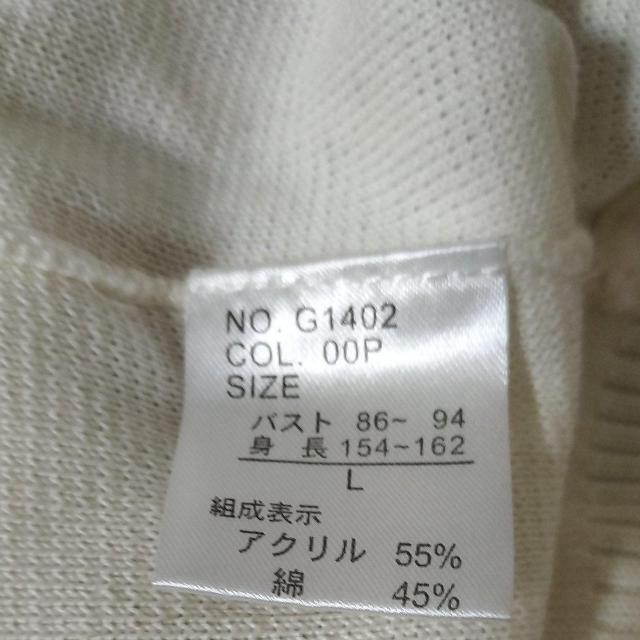 NO. G1402
COL. 00P
SIZE
バスト 86~ 94
身 長 154~162
L
組成表示
アクリル 55%
綿 45%